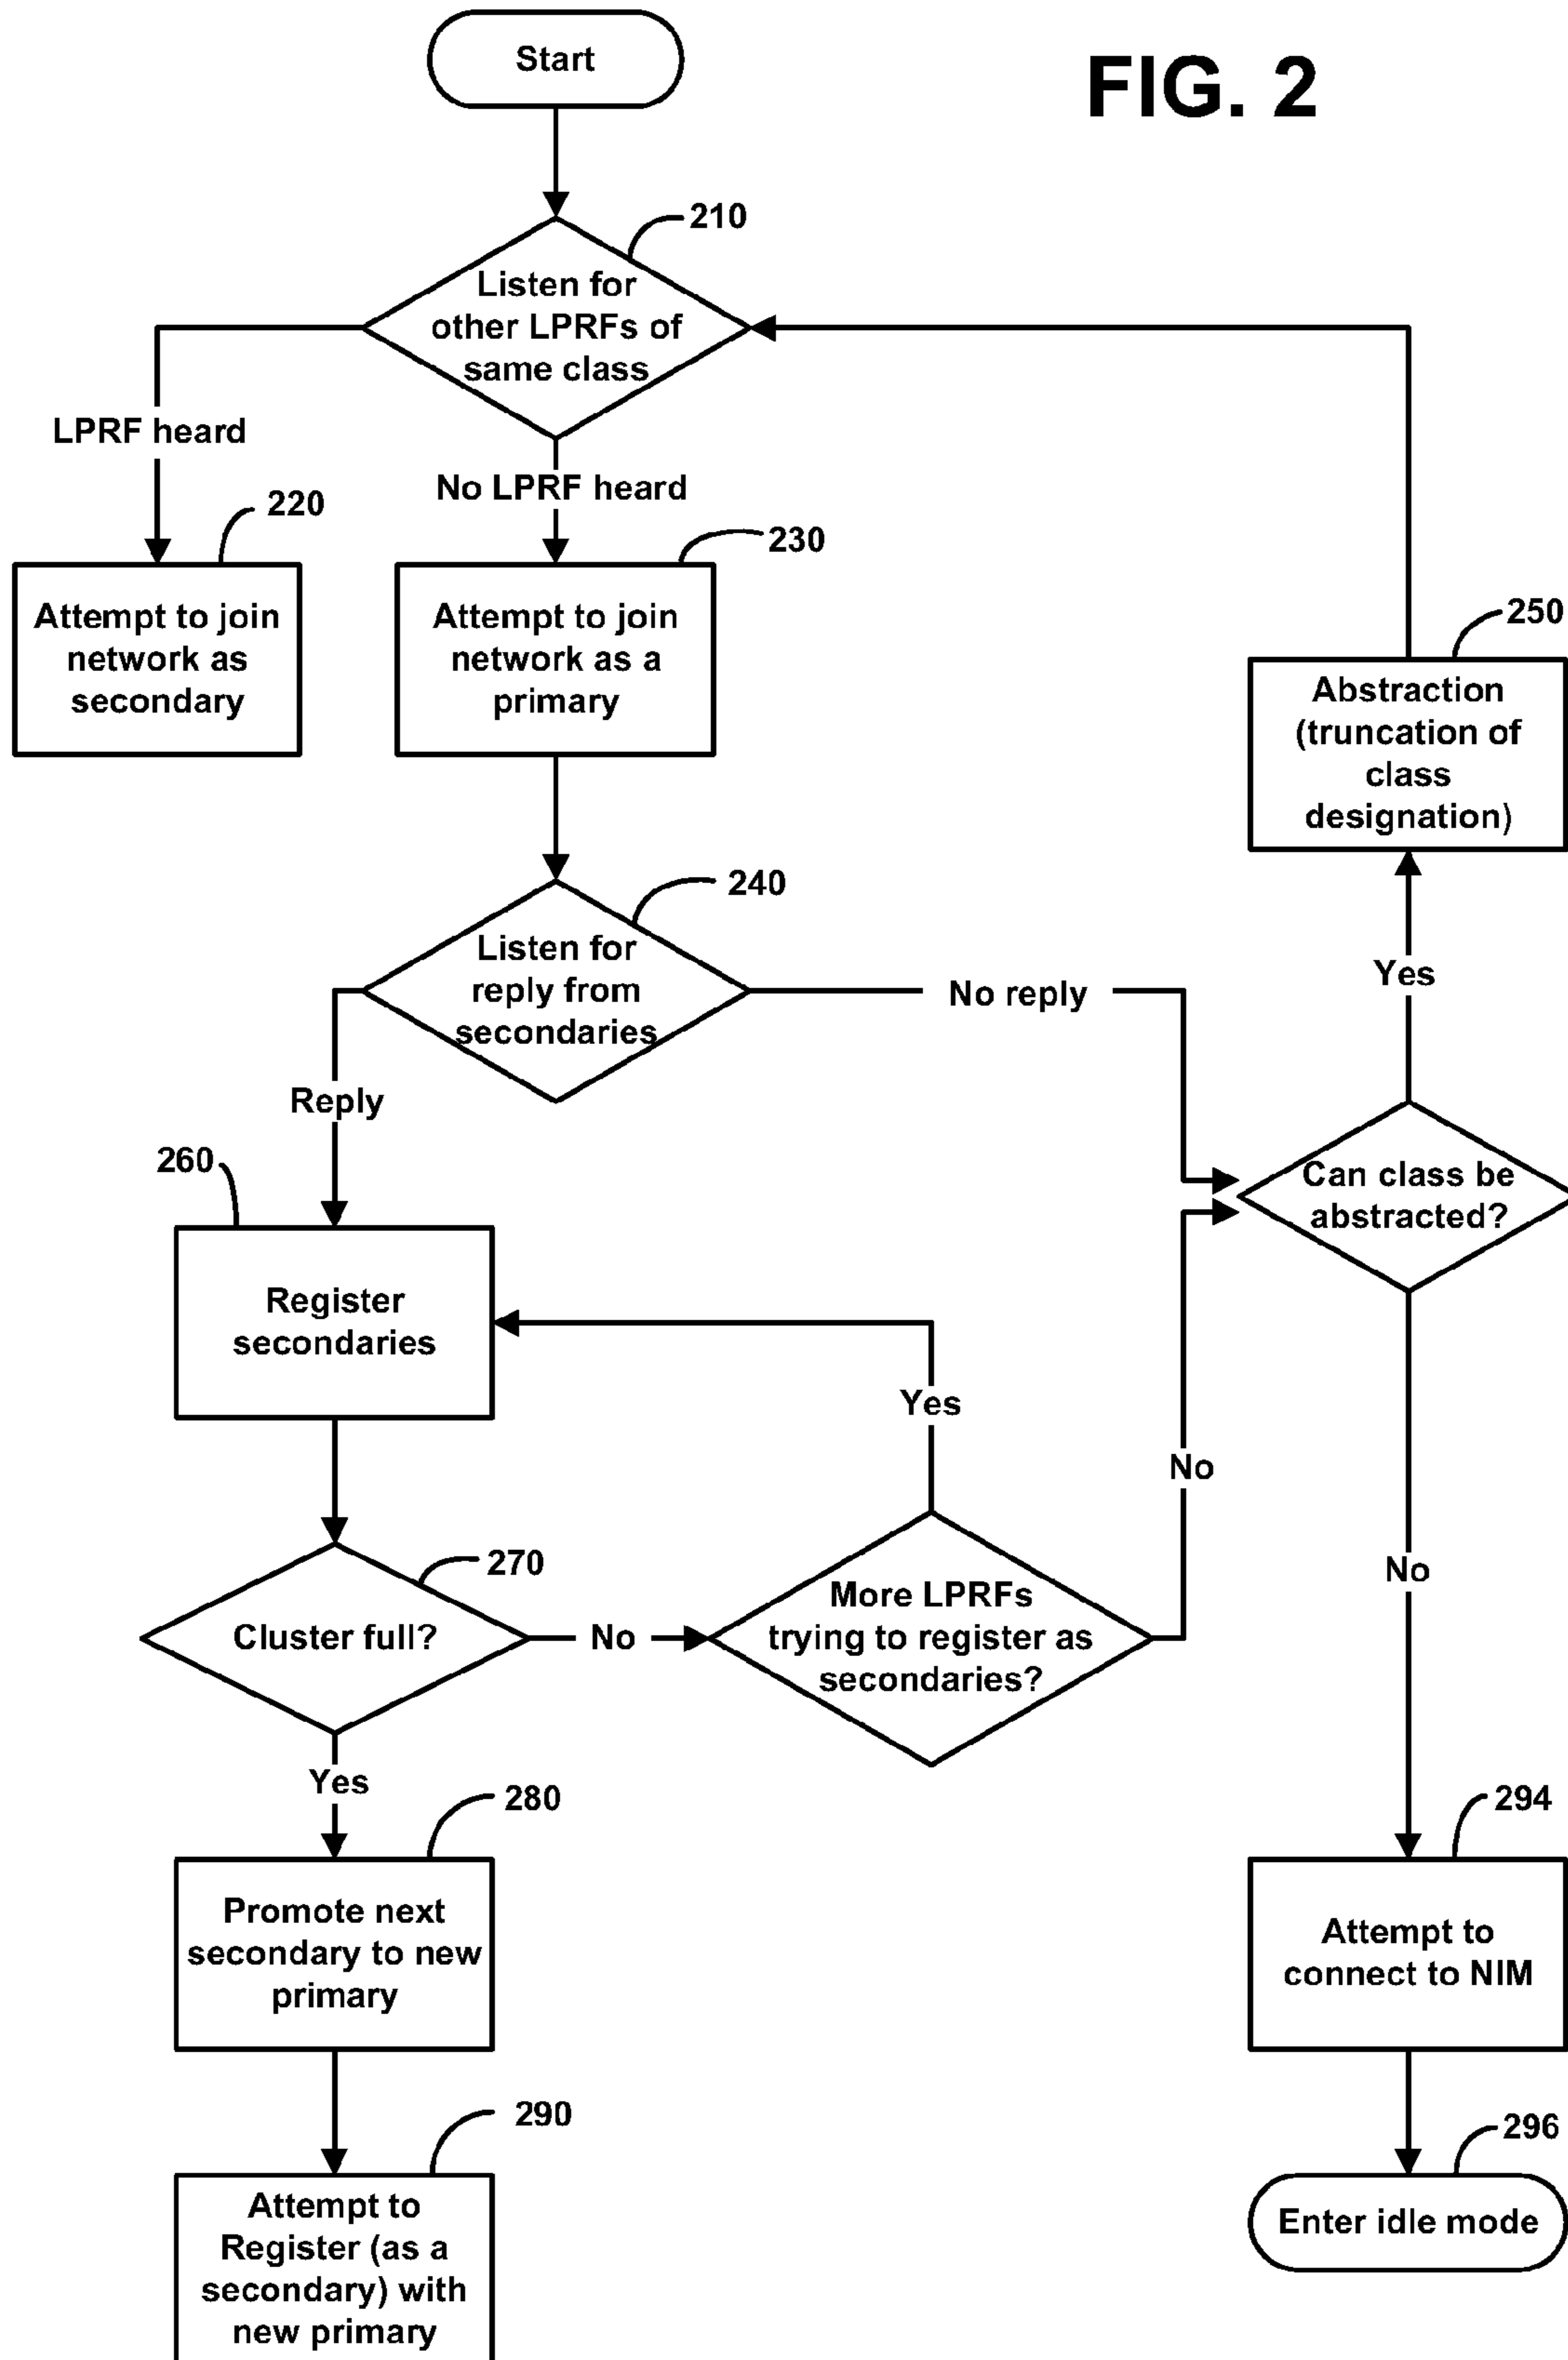 Start
FIG. 2
210
Listen for
other LPRFs of
same class
LPRF heard
No LPRF heard
220
230
Attempt to join
network as
secondary
Attempt to join
network as a
primary
250
Abstraction
(truncation of
class
designation)
240
Listen for
reply from
secondaries
No reply
Yes
Reply
260
Can class be
abstracted?
Register
secondaries
Yes
No
270
Cluster full?
No
More LPRFs
trying to register as
secondaries?
No
Yes
280
294
Promote next
secondary to new
primary
Attempt to
connect to NIM
290
296
Attempt to
Register (as a
secondary) with
new primary
Enter idle mode